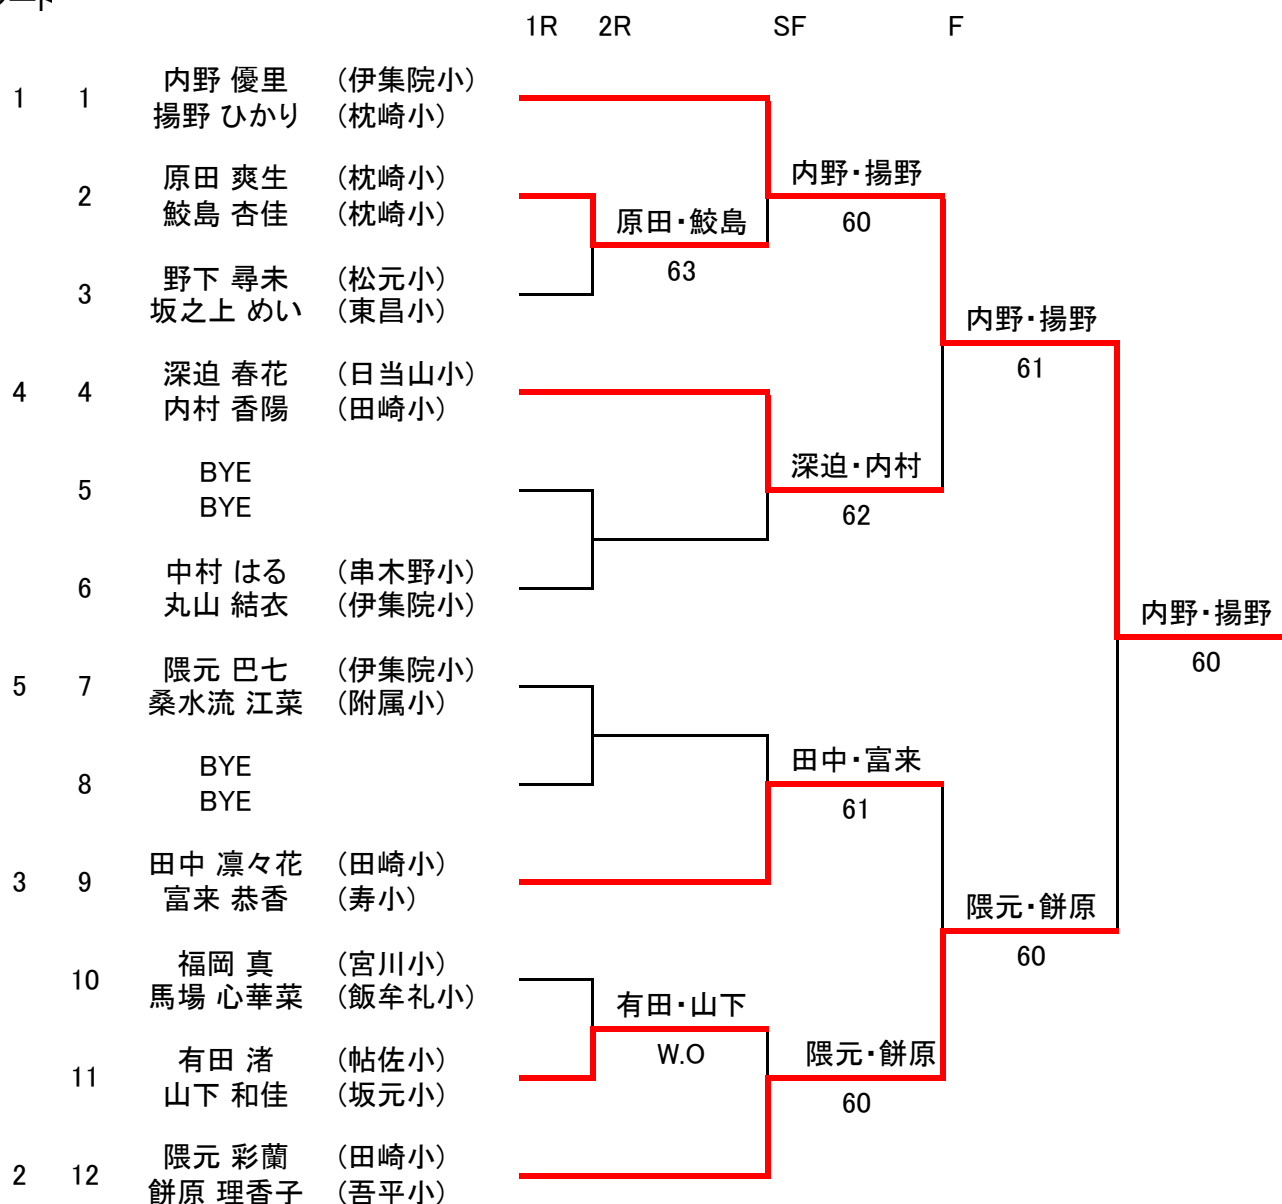 1R 2R SF F
1 1 内野 優里 (伊集院小)
揚野 ひかり (枕崎小)
2 原田 爽生 (枕崎小)
鮫島 杏佳 (枕崎小)
3 野下 尋未 (松元小)
坂之上 めい (東昌小)
4 4 深迫 春花 (日当山小)
内村 香陽 (田崎小)
5 BYE
BYE
6 中村 はる (串木野小)
丸山 結衣 (伊集院小)
5 7 隈元 巴七 (伊集院小)
桑水流 江菜 (附属小)
8 BYE
BYE
3 9 田中 凛々花 (田崎小)
富来 恭香 (寿小)
10 福岡 真 (宮川小)
馬場 心華菜 (飯牟礼小)
11 有田 渚 (帖佐小)
山下 和佳 (坂元小)
2 12 隈元 彩蘭 (田崎小)
餅原 理香子 (吾平小)
原田・鮫島
63
有田・山下
W.O
内野・揚野
60
深迫・内村
62
田中・富来
61
隈元・餅原
60
内野・揚野
61
隈元・餅原
60
内野・揚野
60